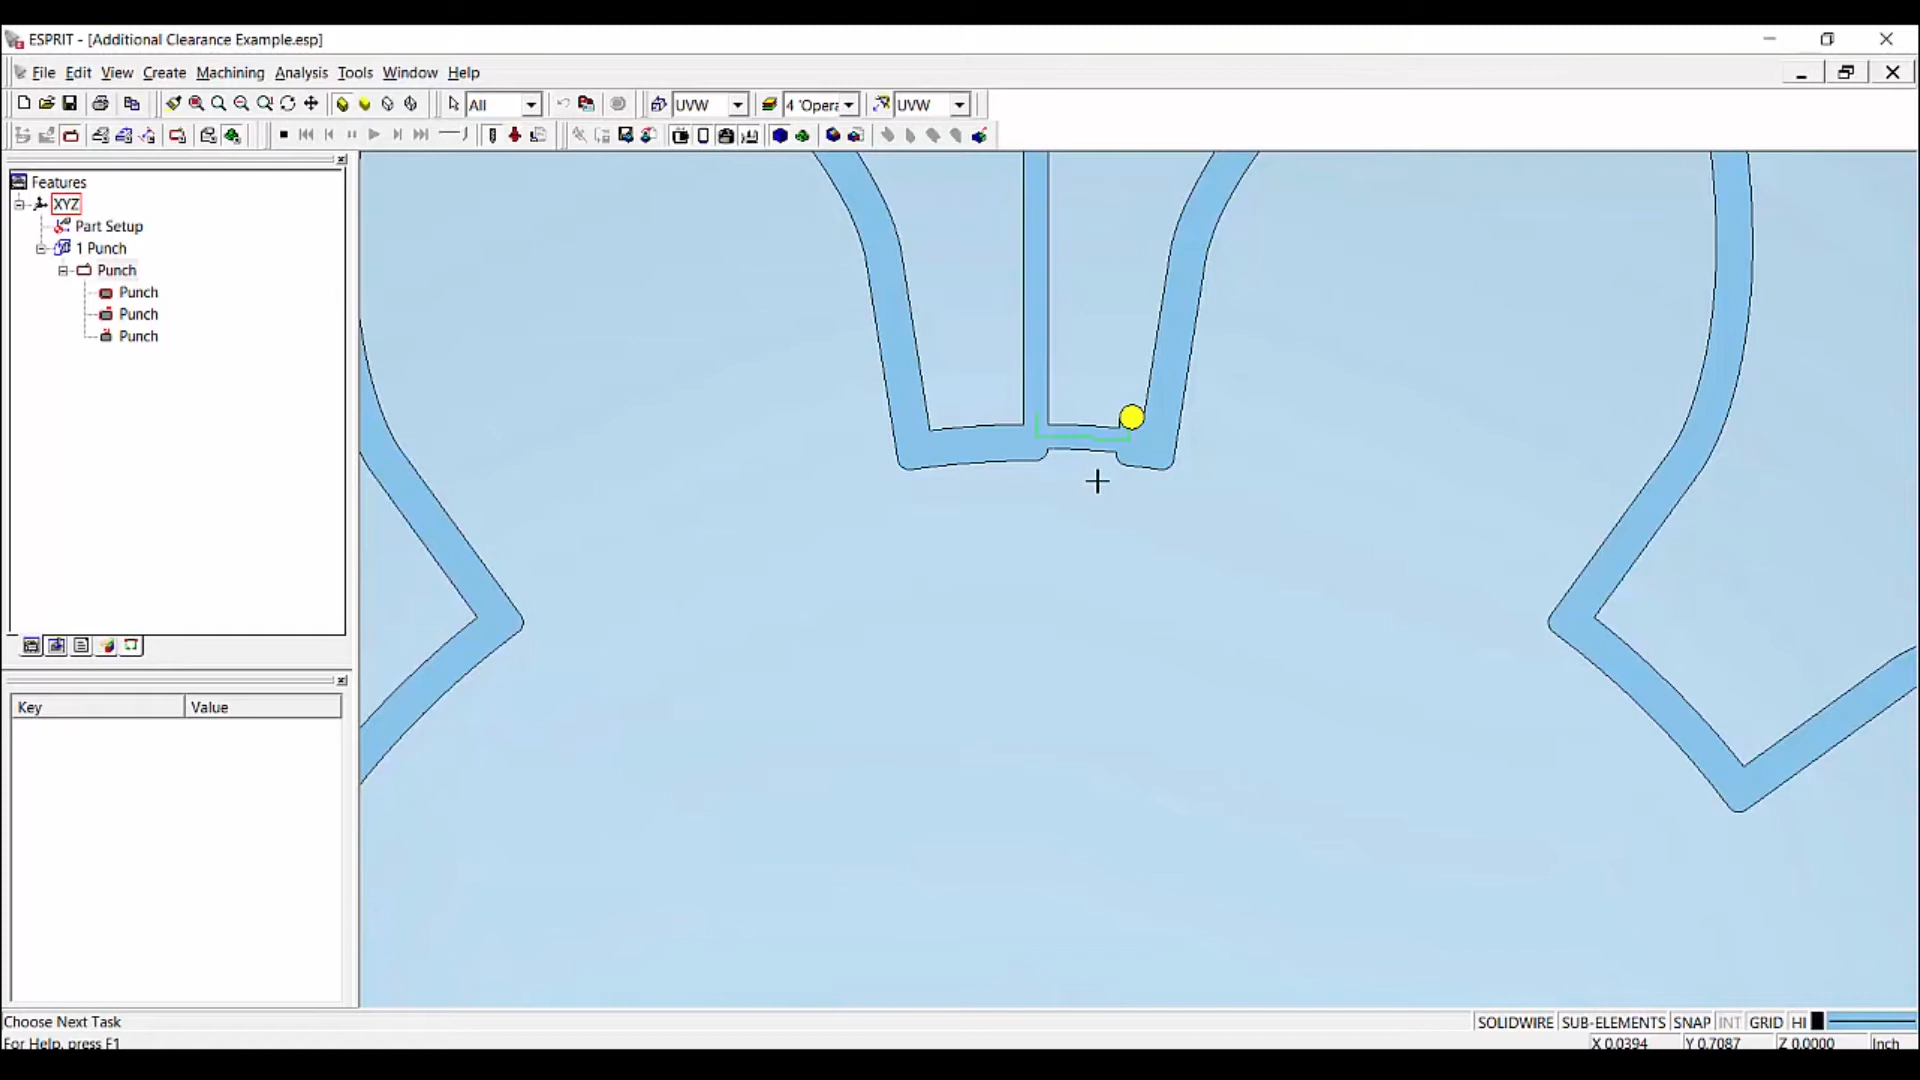 ESPRIT - [Additional Clearance Example.esp]
File Edit View Create Machining Analysis Tools Window Help
All UVW 4 'Opera UVW
Features
XYZ
Part Setup
1 Punch
Punch
Punch
Punch
Punch
Key Value
Choose Next Task SOLIDWIRE SUB-ELEMENTS SNAP INT GRID HI
For Help, press F1 X 0.0394 Y 0.7087 Z 0.0000 Inch